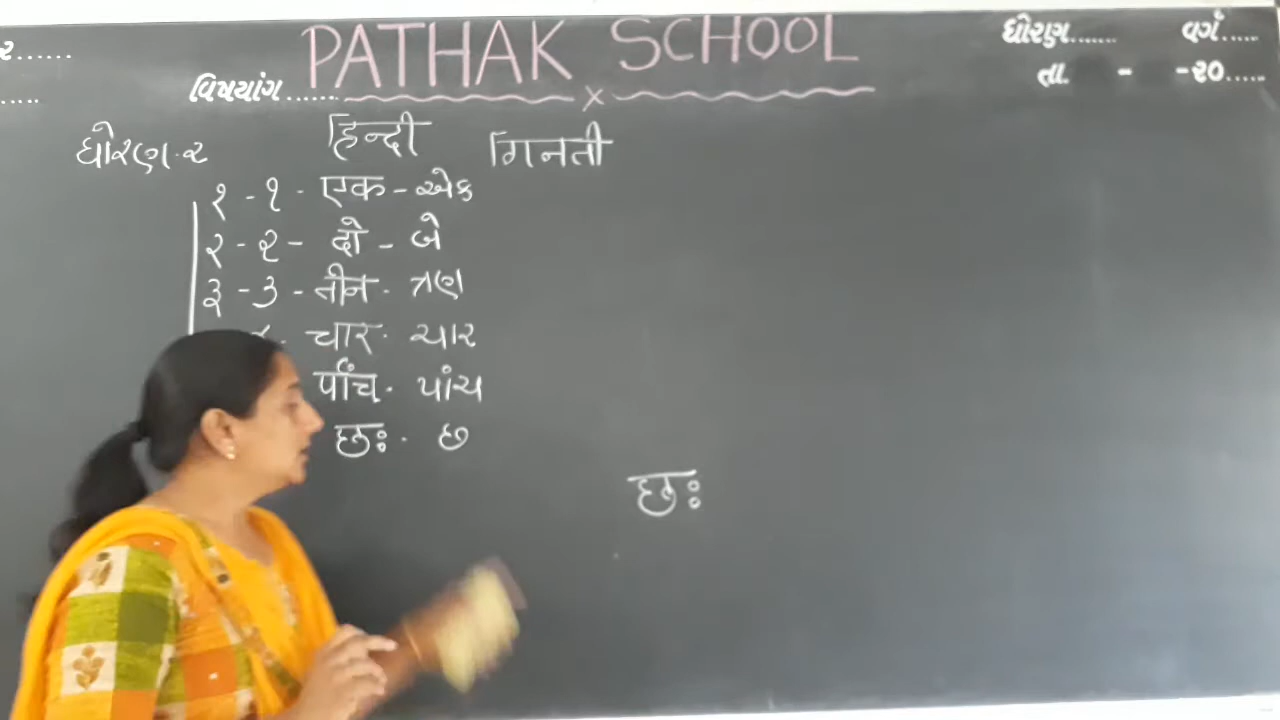 PATHAK SCHOOL
ધોરણ....... વર્ગ.....
ર......
વિષયાંગ......
તા. - -૨૦.....
x
ધોરણ.૨ हिन्दी गिनती
१ - ૧ - एक - એક
२ - ૨ - दो - બે
३ - ૩ - तीन - ત્રણ
चार - ચાર
पाँच - પાંચ
छः - છ
छः